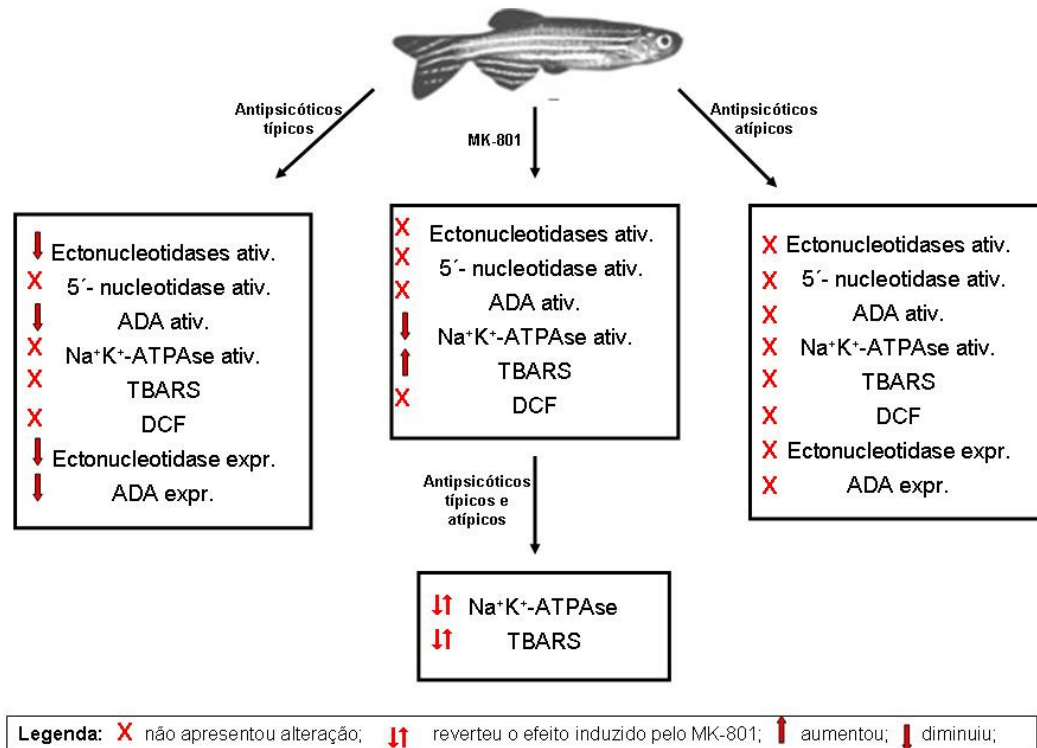 Antipsicóticos
típicos
MK-801
Antipsicóticos
atípicos
Ectonucleotidases ativ.
5´- nucleotidase ativ.
ADA ativ.
Na⁺K⁺-ATPAse ativ.
TBARS
DCF
Ectonucleotidase expr.
ADA expr.
Ectonucleotidases ativ.
5´- nucleotidase ativ.
ADA ativ.
Na⁺K⁺-ATPAse ativ.
TBARS
DCF
Ectonucleotidases ativ.
5´- nucleotidase ativ.
ADA ativ.
Na⁺K⁺-ATPAse ativ.
TBARS
DCF
Ectonucleotidase expr.
ADA expr.
Antipsicóticos
típicos e
atípicos
Na⁺K⁺-ATPAse
TBARS
Legenda: X não apresentou alteração; ↓↑ reverteu o efeito induzido pelo MK-801; ↑ aumentou; ↓ diminuiu;